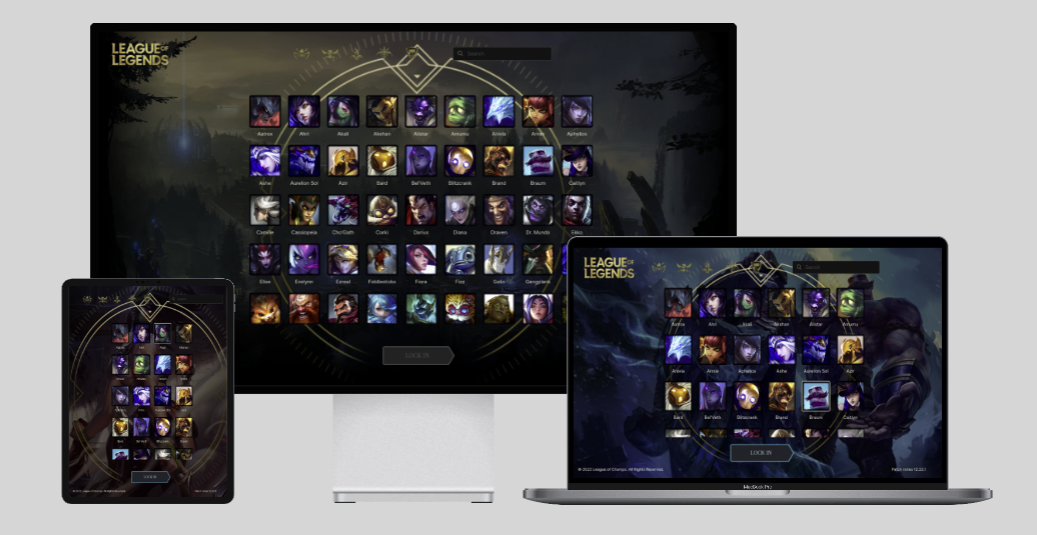 LEAGUE OF
LEGENDS
Search
Aatrox Ahri Akali Akshan Alistar Amumu Anivia Annie Aphelios
Ashe Aurelion Sol Azir Bard Bel'Veth Blitzcrank Brand Braum Caitlyn
Camille Cassiopeia Cho'Gath Corki Darius Diana Draven Dr. Mundo Ekko
Elise Evelynn Ezreal Fiddlesticks Fiora Fizz Galio Gangplank
LOCK IN
LEAGUE OF
LEGENDS
Search
Aatrox Ahri Akali Akshan Alistar Amumu
Anivia Annie Aphelios Ashe Aurelion Sol Azir
Bard Bel'Veth Blitzcrank Brand Braum Caitlyn
LOCK IN
© 2022 League of Champs. All Rights Reserved.
Patch notes 12.22.1
MacBook Pro
LOCK IN